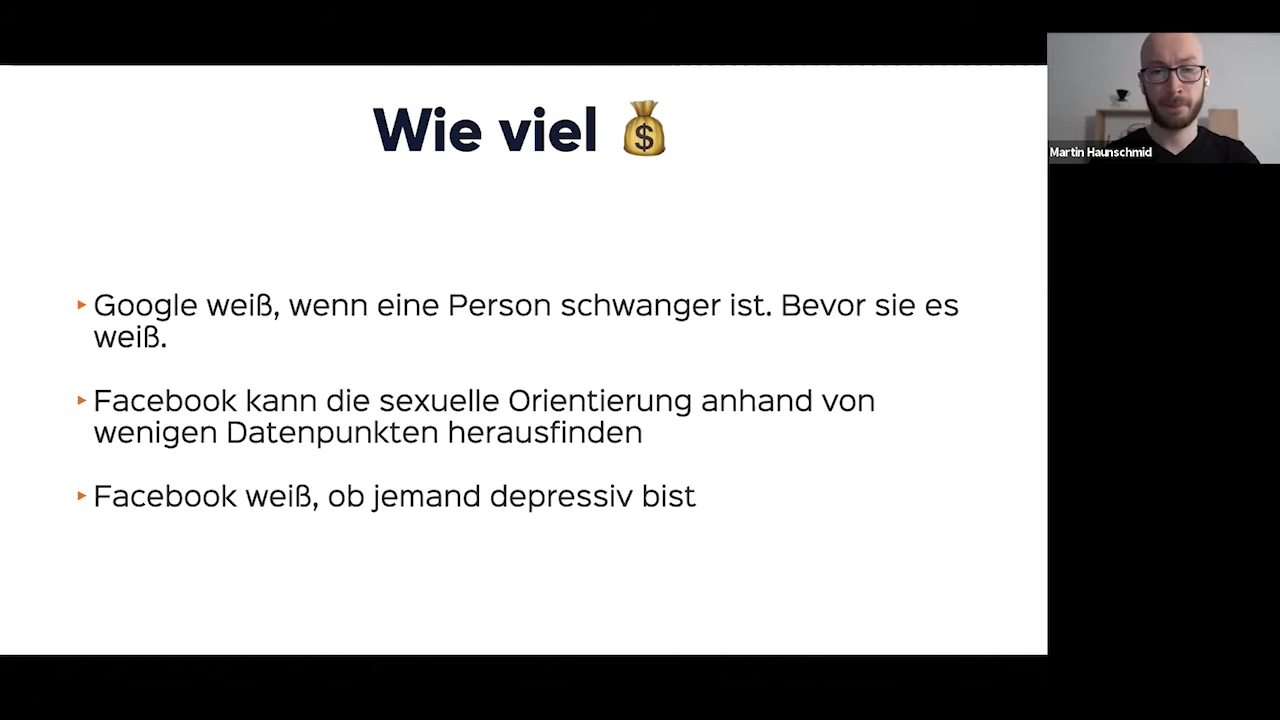 Wie viel 💰
Martin Haunschmid
‣ Google weiß, wenn eine Person schwanger ist. Bevor sie es
weiß.
‣ Facebook kann die sexuelle Orientierung anhand von
wenigen Datenpunkten herausfinden
‣ Facebook weiß, ob jemand depressiv bist